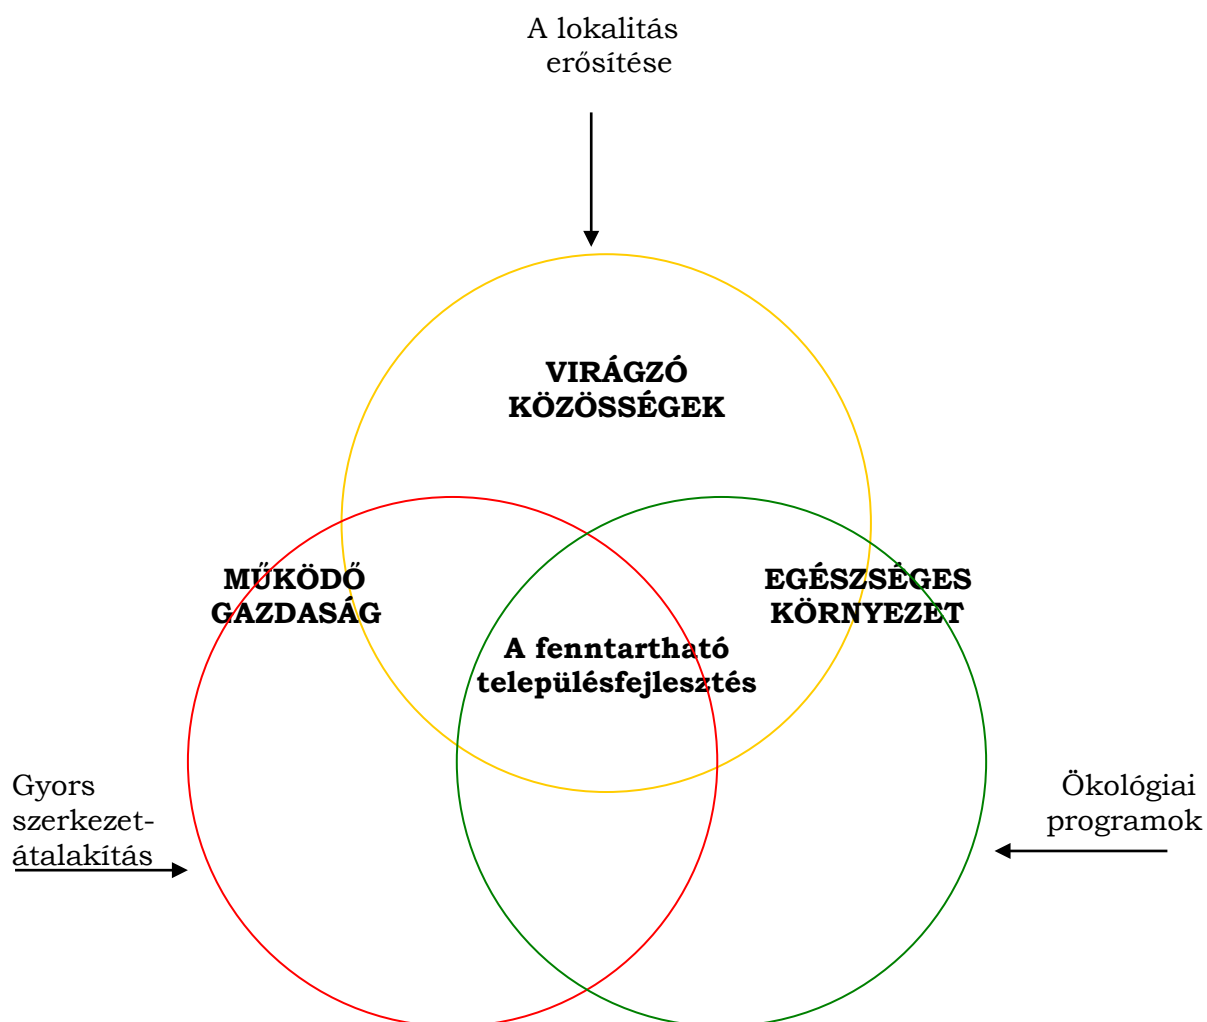 A lokalitás
erősítése
VIRÁGZÓ
KÖZÖSSÉGEK
MŰKÖDŐ
GAZDASÁG
EGÉSZSÉGES
KÖRNYEZET
A fenntartható
településfejlesztés
Gyors
szerkezet-
átalakítás
Ökológiai
programok